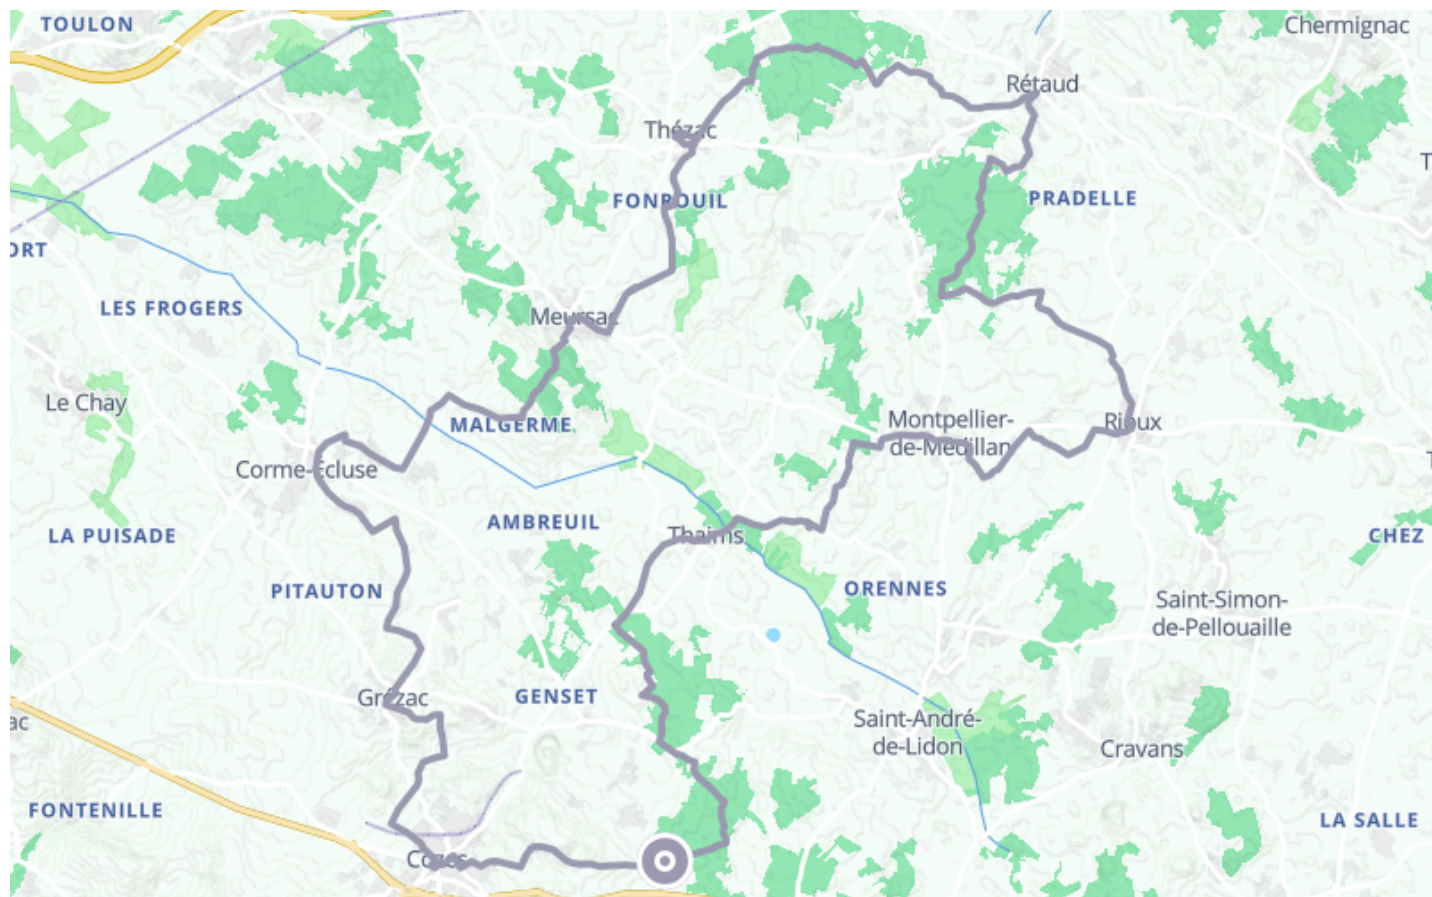 TOULON
Chermignac
Rétaud
Thézac
T
FONROUIL
PRADELLE
ORT
LES FROGERS
Meursac
Le Chay
MALGERME
Montpellier-
de-Médillan
Rioux
Corme-Écluse
T
LA PUISADE
AMBREUIL
Thaims
CHEZ
PITAUTON
ORENNES
Saint-Simon-
de-Pellouaille
Grézac
GENSET
ac
Saint-André-
de-Lidon
Cravans
FONTENILLE
LA SALLE
Cozes